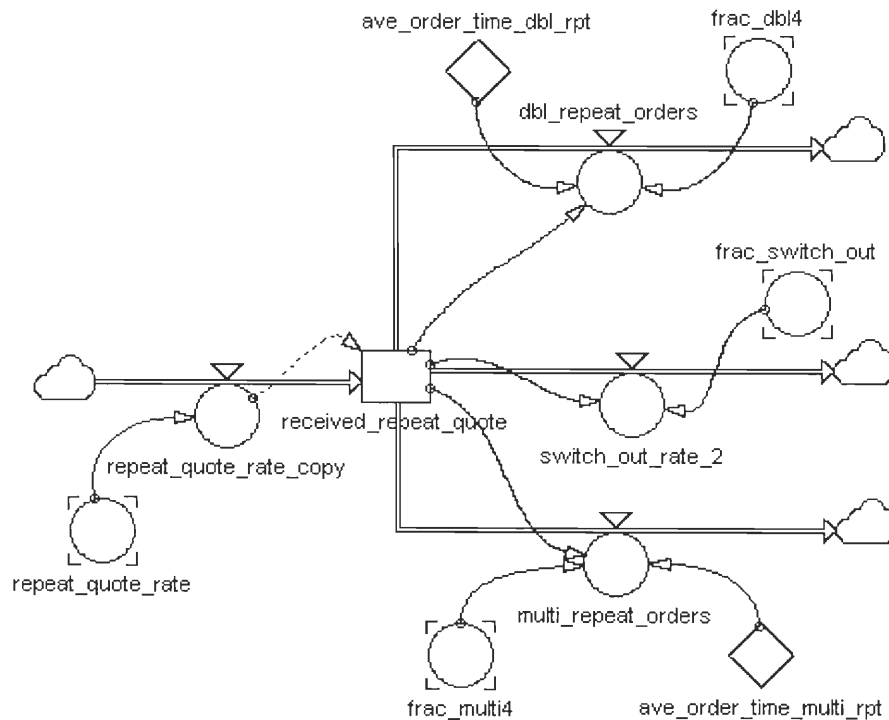 ave_order_time_dbl_rpt
frac_dbl4
dbl_repeat_orders
frac_switch_out
received_repeat_quote
repeat_quote_rate_copy
switch_out_rate_2
repeat_quote_rate
multi_repeat_orders
frac_multi4
ave_order_time_multi_rpt